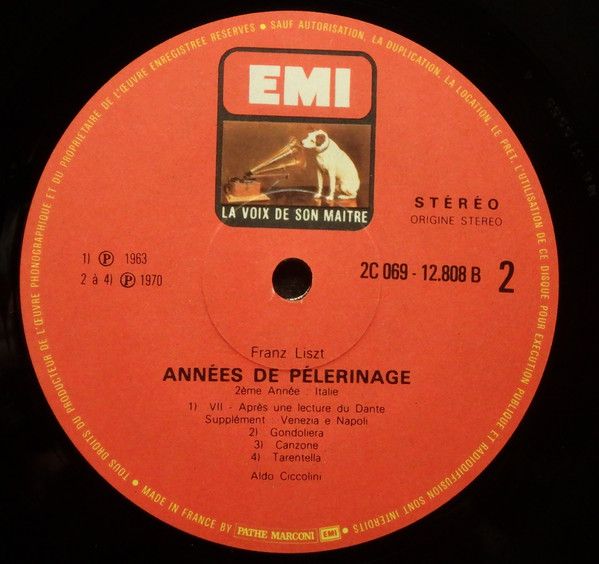 TOUS DROITS DU PRODUCTEUR DE L'ŒUVRE PHONOGRAPHIQUE ET DU PROPRIETAIRE DE L'ŒUVRE ENREGISTREE RESERVES • SAUF AUTORISATION, LA DUPLICATION, LA LOCATION, LE PRET, L'UTILISATION DE CE DISQUE POUR EXECUTION PUBLIQUE ET RADIODIFFUSION SONT INTERDITS •
EMI
LA VOIX DE SON MAITRE
STÉRÉO
ORIGINE STEREO
1) Ⓟ 1963
2 à 4) Ⓟ 1970
2C 069 - 12.808 B 2
Franz Liszt
ANNÉES DE PÉLERINAGE
2ème Année : Italie
1) VII - Après une lecture du Dante
Supplément : Venezia e Napoli
2) Gondoliera
3) Canzone
4) Tarentella
Aldo Ciccolini
• MADE IN FRANCE BY PATHE MARCONI EMI